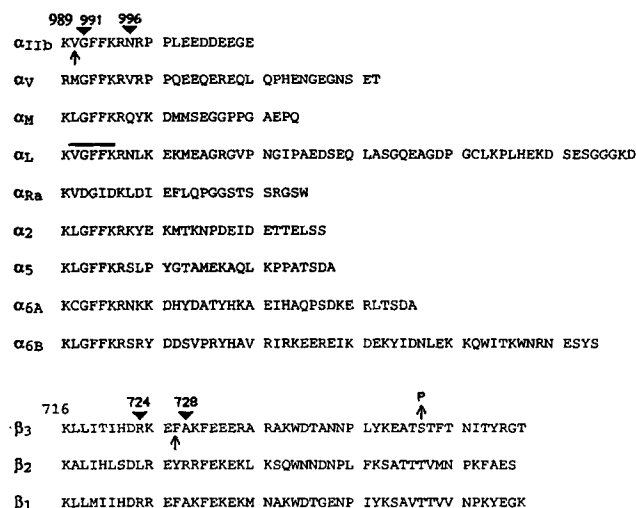 989 991 996
αIIb KVGFFKRNRP PLEEDDEEGE
αV RMGFFKRVRP PQEEQEREQL QPHENGEGNS ET
αM KLGFFKRQYK DMMSEGGPPG AEPQ
αL KVGFFKRNLK EKMEAGRGVP NGIPAEDSEQ LASGQEAGDP GCLKPLHEKD SESGGGKD
αRa KVDGIDKLDI EFLQPGGSTS SRGSW
α2 KLGFFKRKYE KMTKNPDEID ETTELSS
α5 KLGFFKRSLP YGTAMEKAQL KPPATSDA
α6A KCGFFKRNKK DHYDATYHKA EIHAQPSDKE RLTSDA
α6B KLGFFKRSRY DDSVPRYHAV RIRKEEREIK DEKYIDNLEK KQWITKWNRN ESYS
716 724 728 P
β3 KLLITIHDRK EFAKFEEERA RAKWDTANNP LYKEATSTFT NITYRGT
β2 KALIHLSDLR EYRRFEKEKL KSQWNNDNPL FKSATTTVMN PKFAES
β1 KLLMIIHDRR EFAKFEKEKM NAKWDTGENP IYKSAVTTVV NPKYEGK